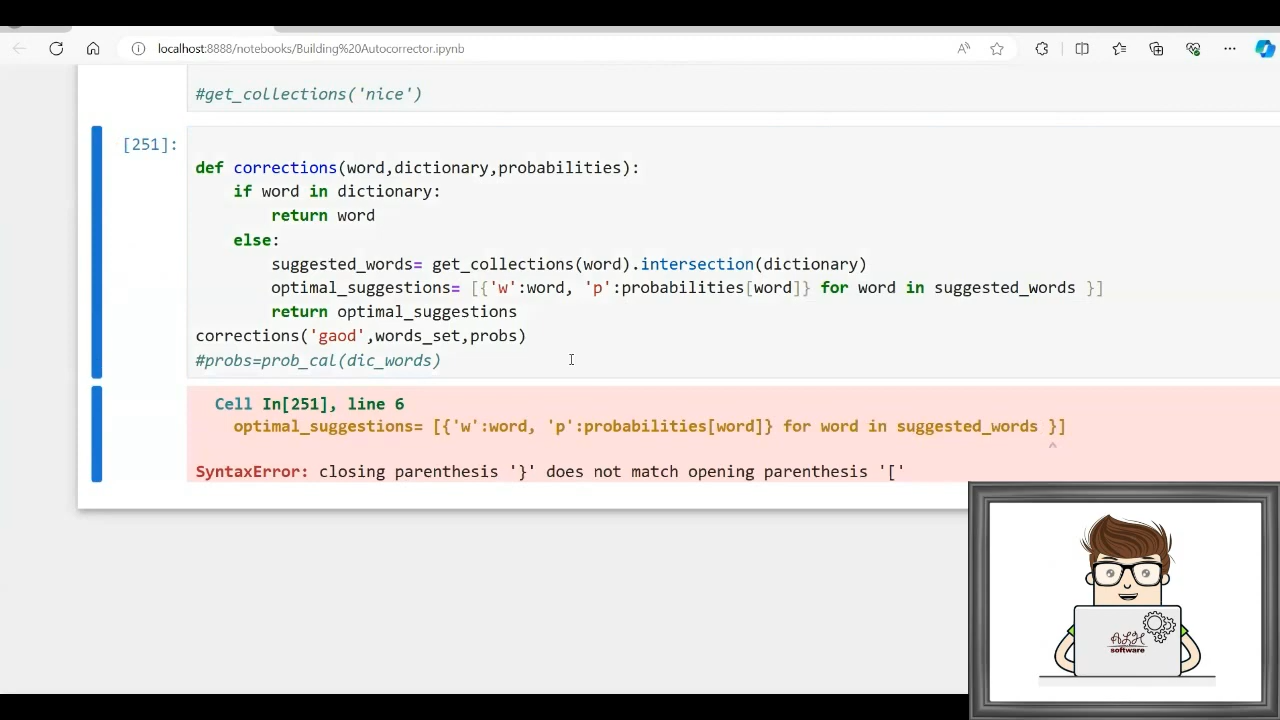 localhost:8888/notebooks/Building%20Autocorrector.ipynb
#get_collections('nice')
[251]:
def corrections(word,dictionary,probabilities):
if word in dictionary:
return word
else:
suggested_words= get_collections(word).intersection(dictionary)
optimal_suggestions= [{'w':word, 'p':probabilities[word]} for word in suggested_words }]
return optimal_suggestions
corrections('gaod',words_set,probs)
#probs=prob_cal(dic_words)
Cell In[251], line 6
optimal_suggestions= [{'w':word, 'p':probabilities[word]} for word in suggested_words }]
^
SyntaxError: closing parenthesis '}' does not match opening parenthesis '['
software